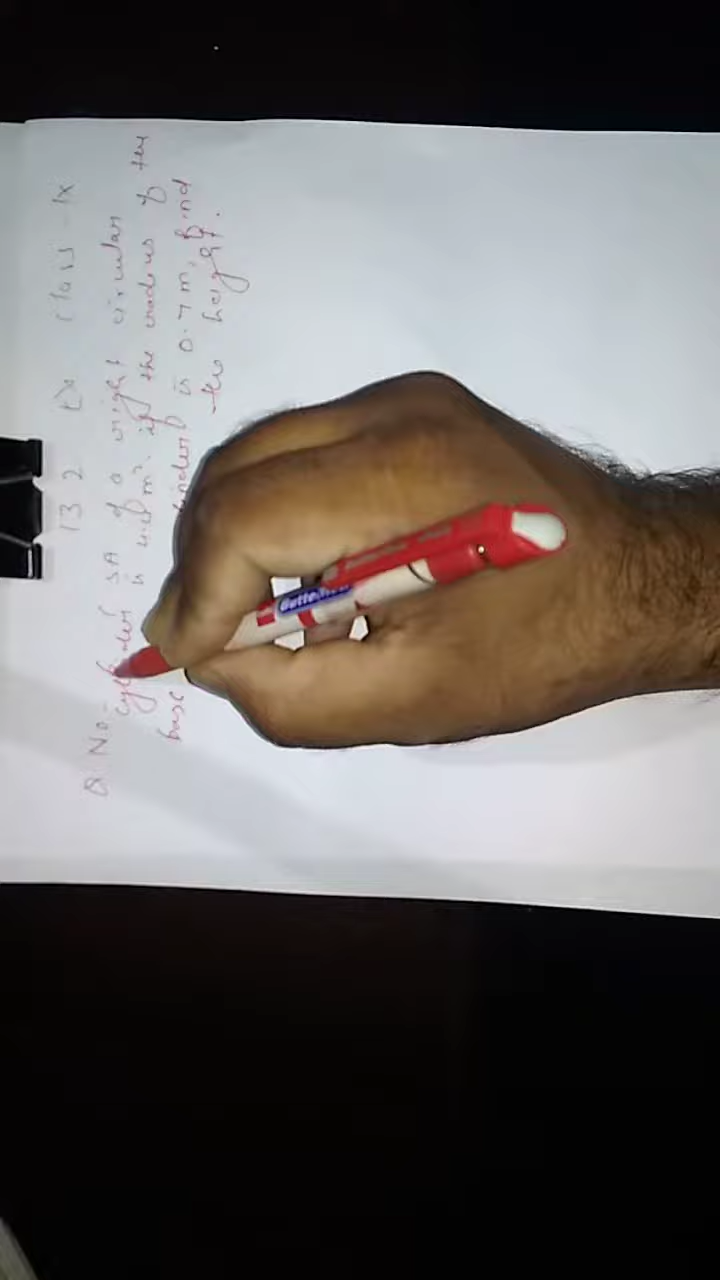 13.2 Ex Class - IX
Q. No- SA of a right circular
cylinder is 4.4 m². if the radius of the
base is 0.7 m, find
the height.